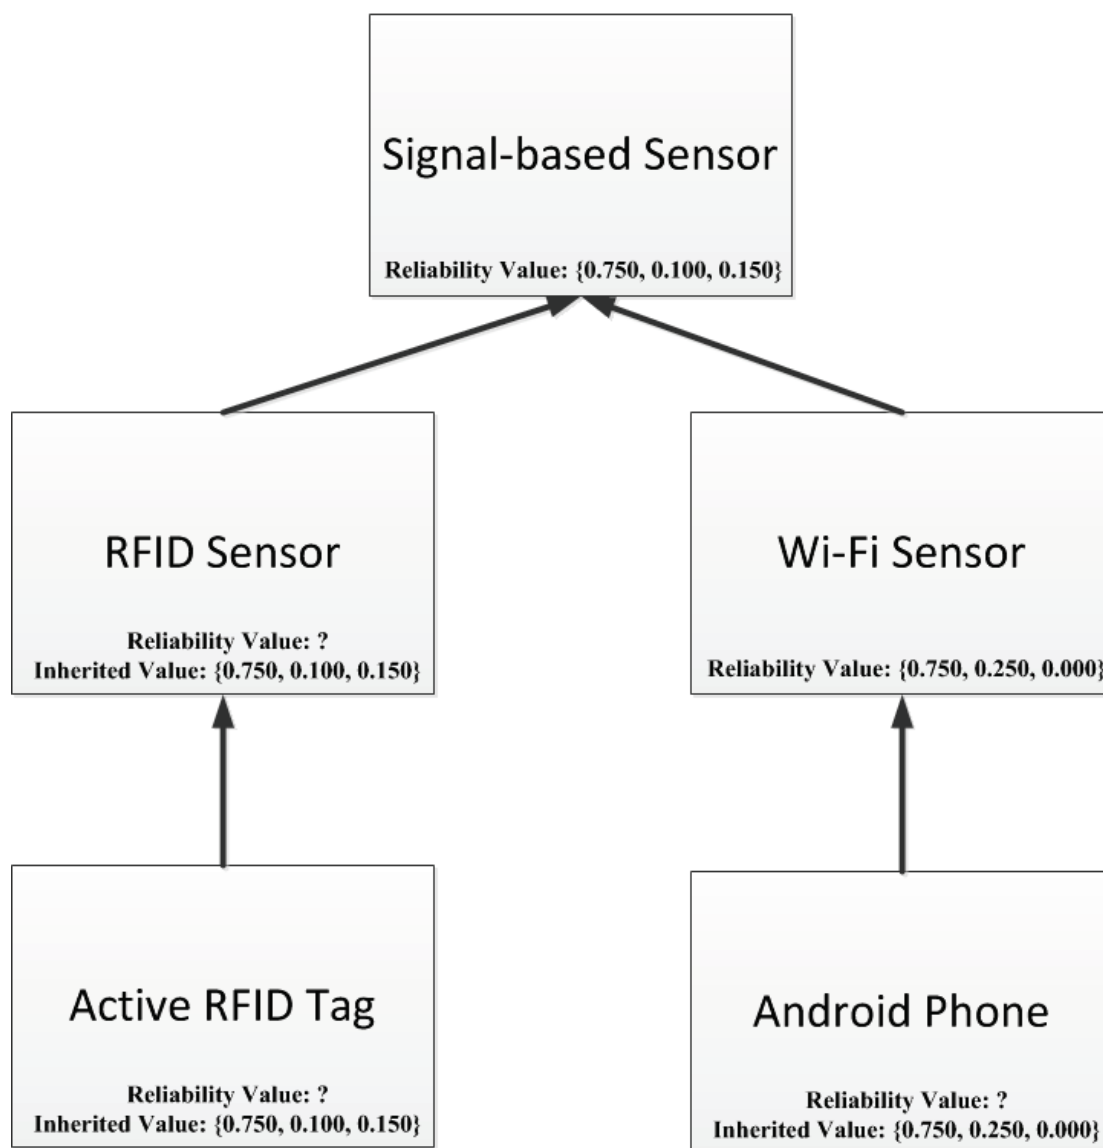 Signal-based Sensor
Reliability Value: {0.750, 0.100, 0.150}
RFID Sensor
Reliability Value: ?
Inherited Value: {0.750, 0.100, 0.150}
Wi-Fi Sensor
Reliability Value: {0.750, 0.250, 0.000}
Active RFID Tag
Reliability Value: ?
Inherited Value: {0.750, 0.100, 0.150}
Android Phone
Reliability Value: ?
Inherited Value: {0.750, 0.250, 0.000}